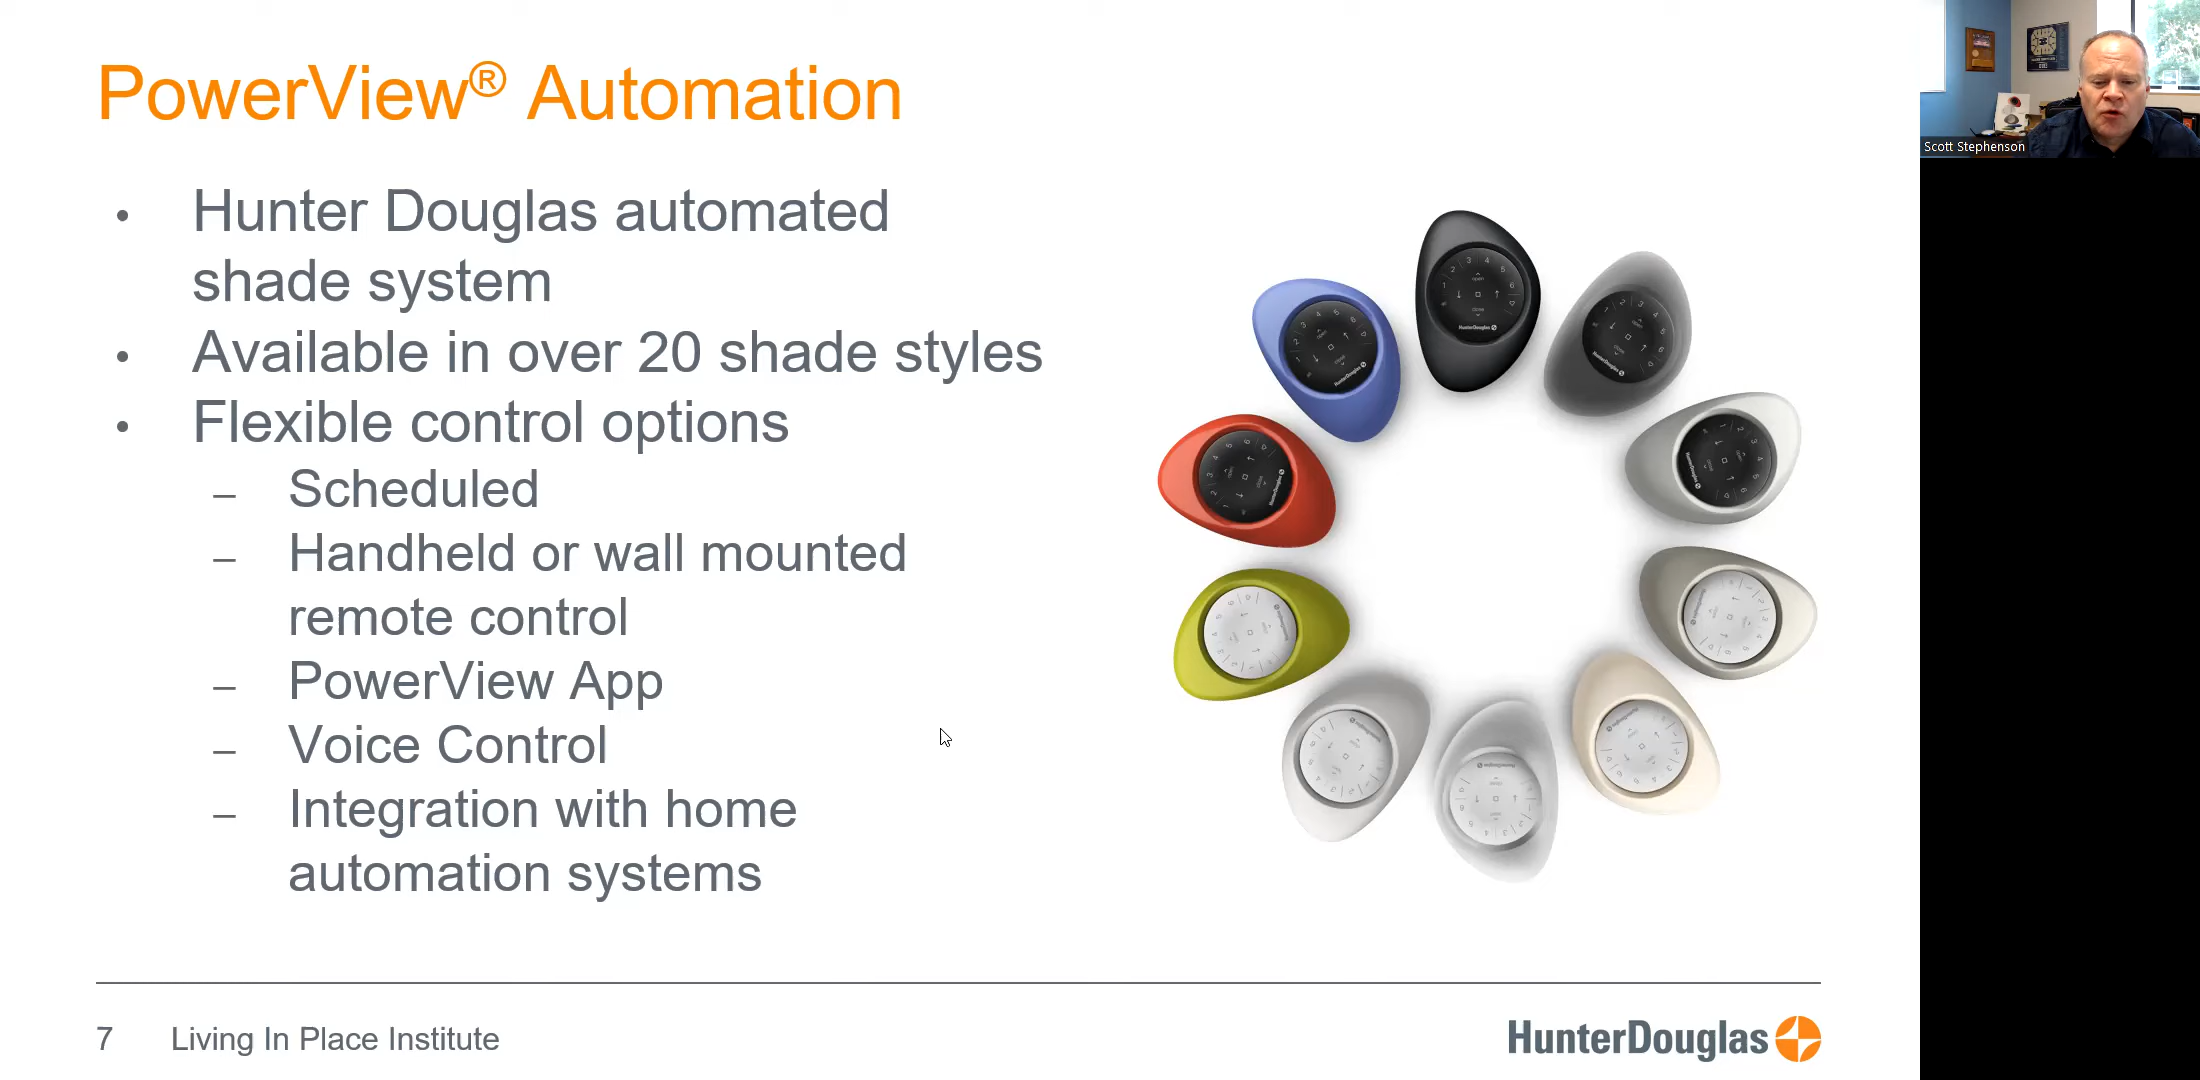 PowerView® Automation
• Hunter Douglas automated
shade system
• Available in over 20 shade styles
• Flexible control options
– Scheduled
– Handheld or wall mounted
remote control
– PowerView App
– Voice Control
– Integration with home
automation systems
7 Living In Place Institute
HunterDouglas
Scott Stephenson